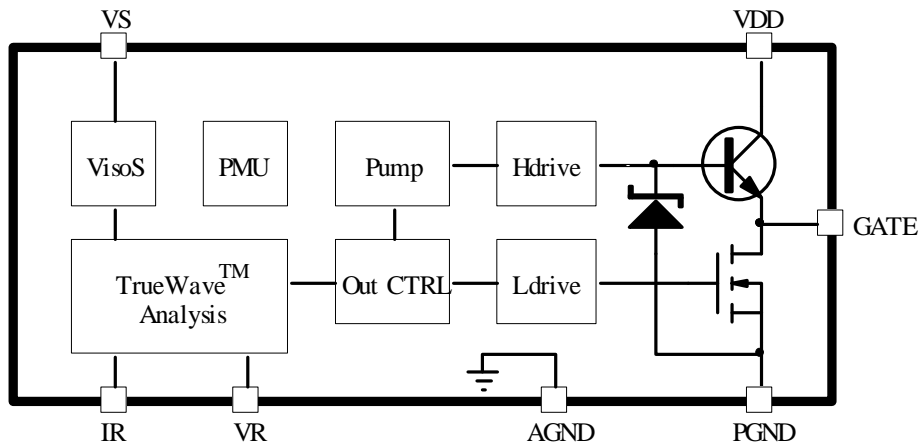 VS
VDD
VisoS
PMU
Pump
Hdrive
GATE
TrueWave™
Analysis
Out CTRL
Ldrive
IR
VR
AGND
PGND